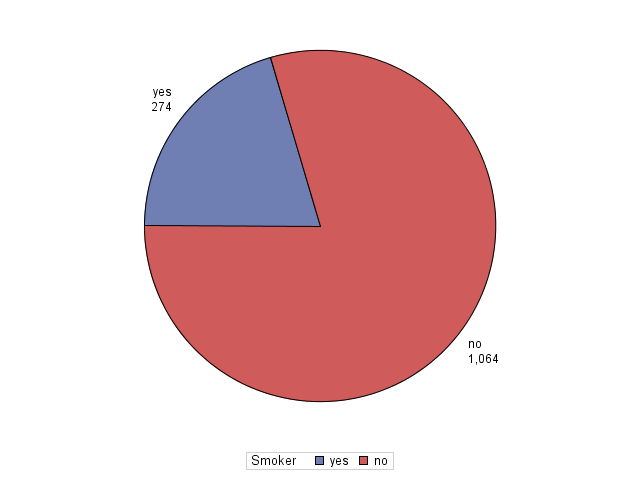 yes
274
no
1,064
Smoker yes no